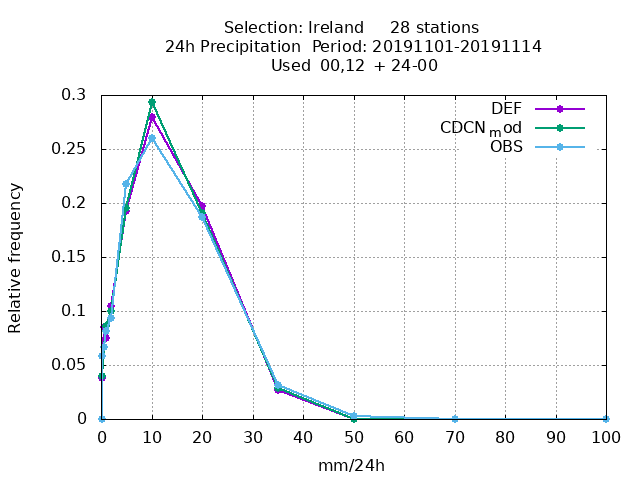 Selection: Ireland 28 stations
24h Precipitation Period: 20191101-20191114
Used 00,12 + 24-00
DEF
CDCN_mod
OBS
0.3
0.25
0.2
0.15
0.1
0.05
0
Relative frequency
0 10 20 30 40 50 60 70 80 90 100
mm/24h